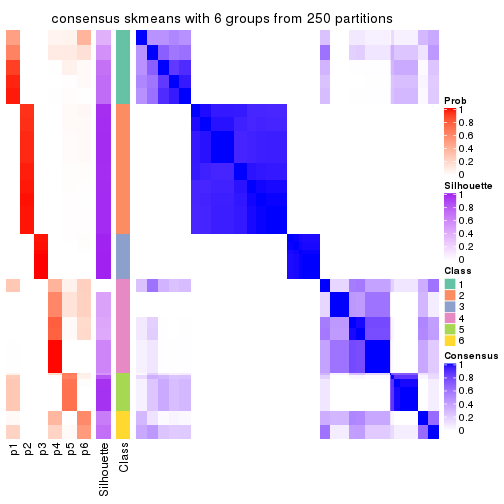 consensus skmeans with 6 groups from 250 partitions
Prob
1
0.8
0.6
0.4
0.2
0
Silhouette
1
0.8
0.6
0.4
0.2
0
Class
1
2
3
4
5
6
Consensus
1
0.8
0.6
0.4
0.2
0
p1
p2
p3
p4
p5
p6
Silhouette
Class